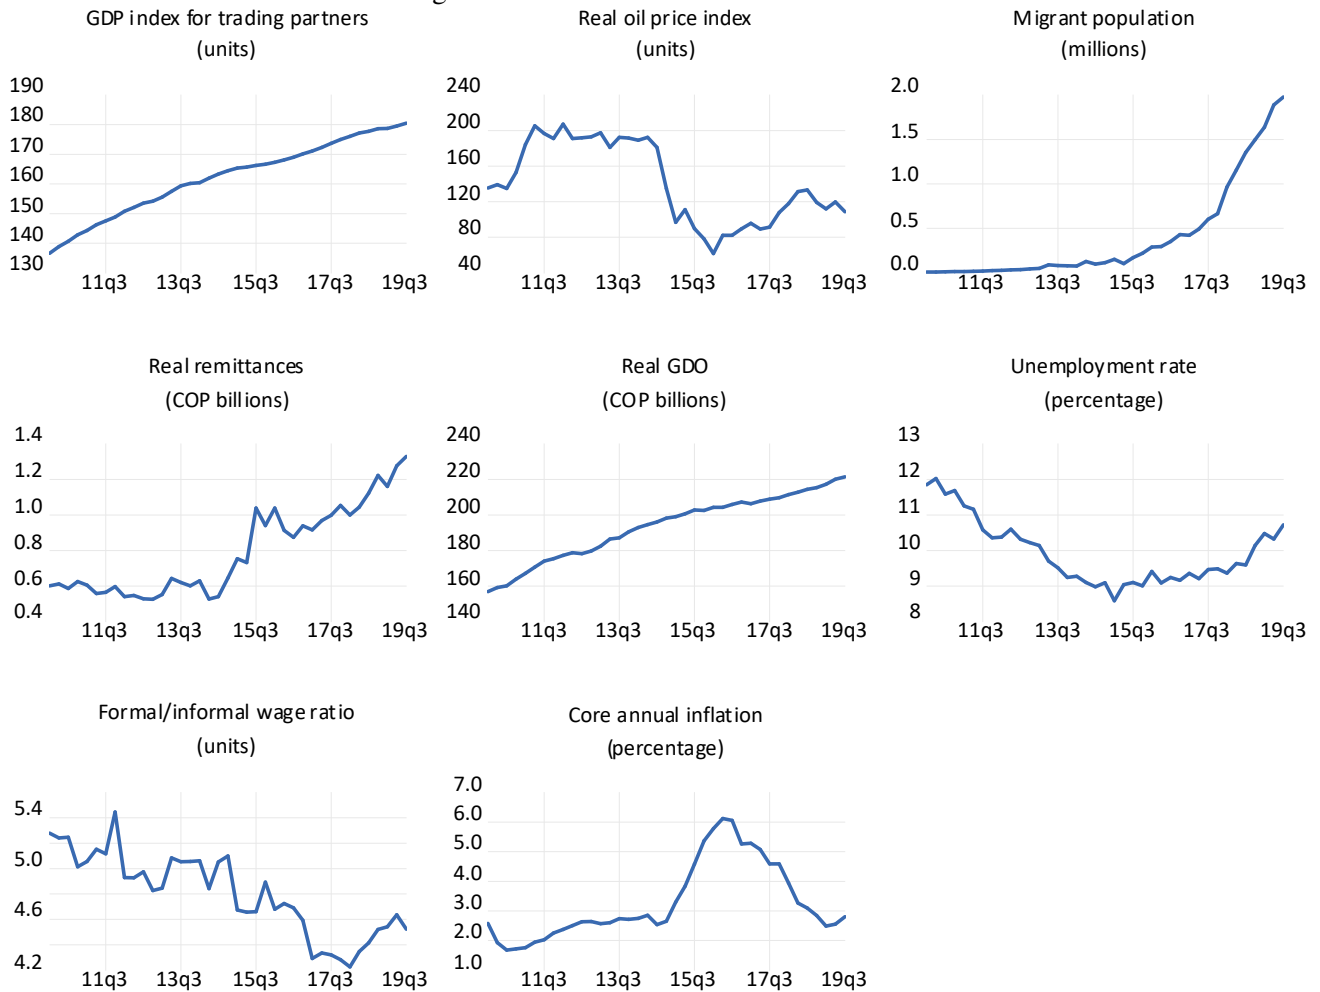 GDP index for trading partners
(units)
190
180
170
160
150
140
130
11q3 13q3 15q3 17q3 19q3
Real oil price index
(units)
240
200
160
120
80
40
11q3 13q3 15q3 17q3 19q3
Migrant population
(millions)
2.0
1.5
1.0
0.5
0.0
11q3 13q3 15q3 17q3 19q3
Real remittances
(COP billions)
1.4
1.2
1.0
0.8
0.6
0.4
11q3 13q3 15q3 17q3 19q3
Real GDO
(COP billions)
240
220
200
180
160
140
11q3 13q3 15q3 17q3 19q3
Unemployment rate
(percentage)
13
12
11
10
9
8
11q3 13q3 15q3 17q3 19q3
Formal/informal wage ratio
(units)
5.4
5.0
4.6
4.2
11q3 13q3 15q3 17q3 19q3
Core annual inflation
(percentage)
7.0
6.0
5.0
4.0
3.0
2.0
1.0
11q3 13q3 15q3 17q3 19q3